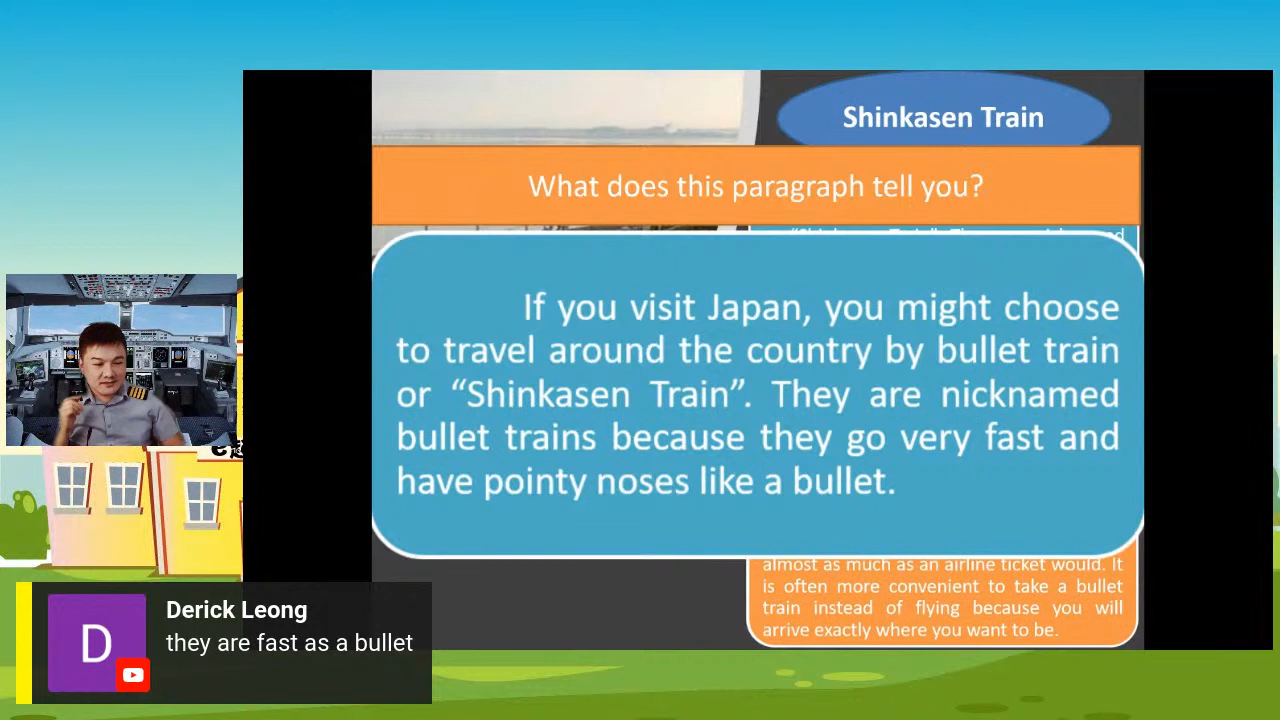 Shinkasen Train
What does this paragraph tell you?
If you visit Japan, you might choose
to travel around the country by bullet train
or “Shinkasen Train”. They are nicknamed
bullet trains because they go very fast and
have pointy noses like a bullet.
almost as much as an airline ticket would. It
is often more convenient to take a bullet
train instead of flying because you will
arrive exactly where you want to be.
D
Derick Leong
they are fast as a bullet